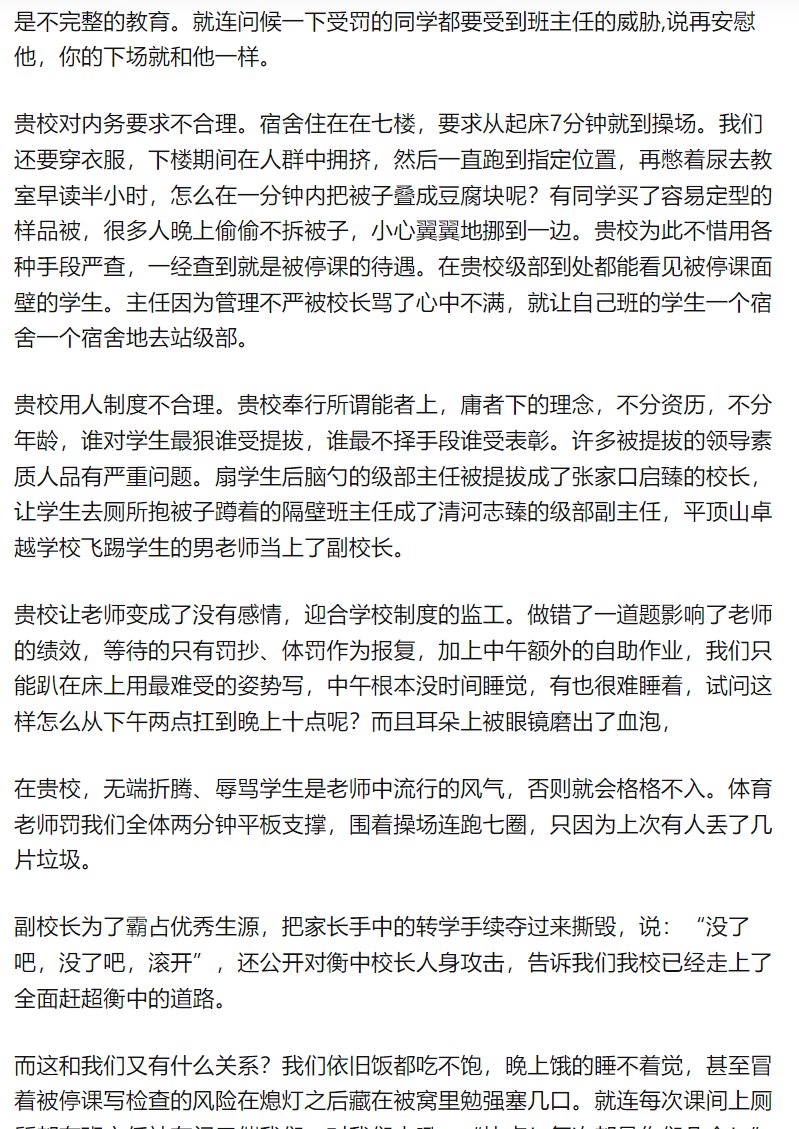 是不完整的教育。就连问候一下受罚的同学都要受到班主任的威胁,说再安慰
他，你的下场就和他一样。
贵校对内务要求不合理。宿舍住在在七楼，要求从起床7分钟就到操场。我们
还要穿衣服，下楼期间在人群中拥挤，然后一直跑到指定位置，再憋着尿去教
室早读半小时，怎么在一分钟内把被子叠成豆腐块呢？有同学买了容易定型的
样品被，很多人晚上偷偷不拆被子，小心翼翼地挪到一边。贵校为此不惜用各
种手段严查，一经查到就是被停课的待遇。在贵校级部到处都能看见被停课面
壁的学生。主任因为管理不严被校长骂了心中不满，就让自己班的学生一个宿
舍一个宿舍地去站级部。
贵校用人制度不合理。贵校奉行所谓能者上，庸者下的理念，不分资历，不分
年龄，谁对学生最狠谁受提拔，谁最不择手段谁受表彰。许多被提拔的领导素
质人品有严重问题。扇学生后脑勺的级部主任被提拔成了张家口启臻的校长，
让学生去厕所抱被子蹲着的隔壁班主任成了清河志臻的级部副主任，平顶山卓
越学校飞踢学生的男老师当上了副校长。
贵校让老师变成了没有感情，迎合学校制度的监工。做错了一道题影响了老师
的绩效，等待的只有罚抄、体罚作为报复，加上中午额外的自助作业，我们只
能趴在床上用最难受的姿势写，中午根本没时间睡觉，有也很难睡着，试问这
样怎么从下午两点扛到晚上十点呢？而且耳朵上被眼镜磨出了血泡，
在贵校，无端折腾、辱骂学生是老师中流行的风气，否则就会格格不入。体育
老师罚我们全体两分钟平板支撑，围着操场连跑七圈，只因为上次有人丢了几
片垃圾。
副校长为了霸占优秀生源，把家长手中的转学手续夺过来撕毁，说：“没了
吧，没了吧，滚开”，还公开对衡中校长人身攻击，告诉我们我校已经走上了
全面赶超衡中的道路。
而这和我们又有什么关系？我们依旧饭都吃不饱，晚上饿的睡不着觉，甚至冒
着被停课写检查的风险在熄灯之后藏在被窝里勉强塞几口。就连每次课间上厕